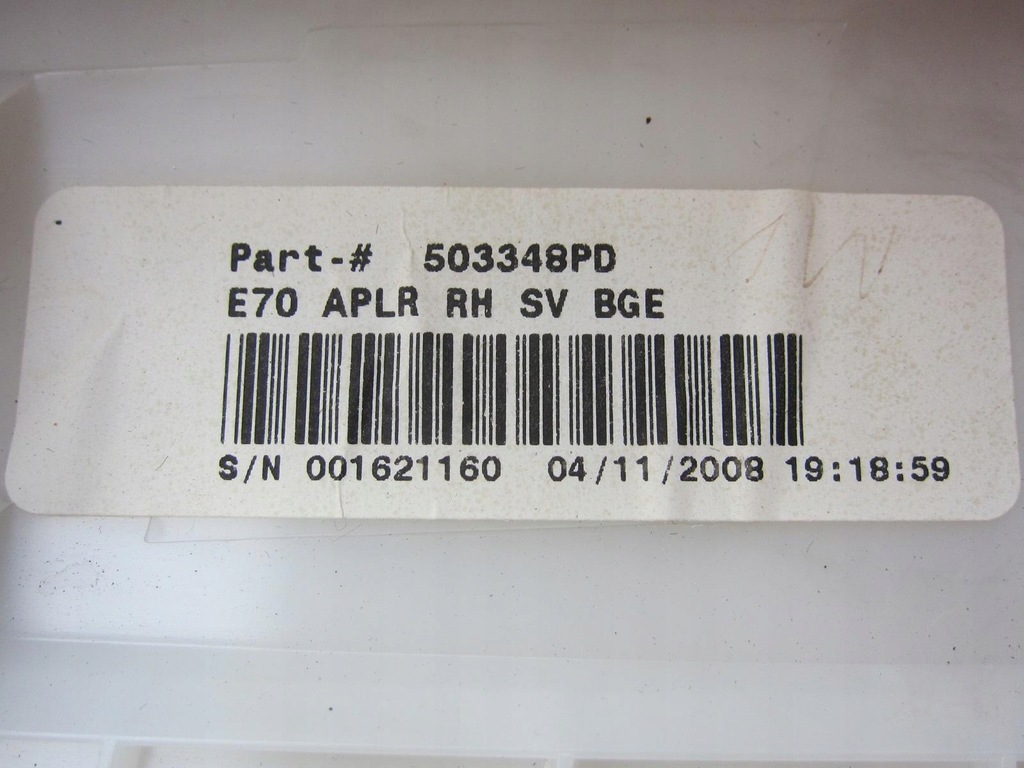 Part-# 503348PD
E70 APLR RH SV BGE
S/N 001621160 04/11/2008 19:18:59